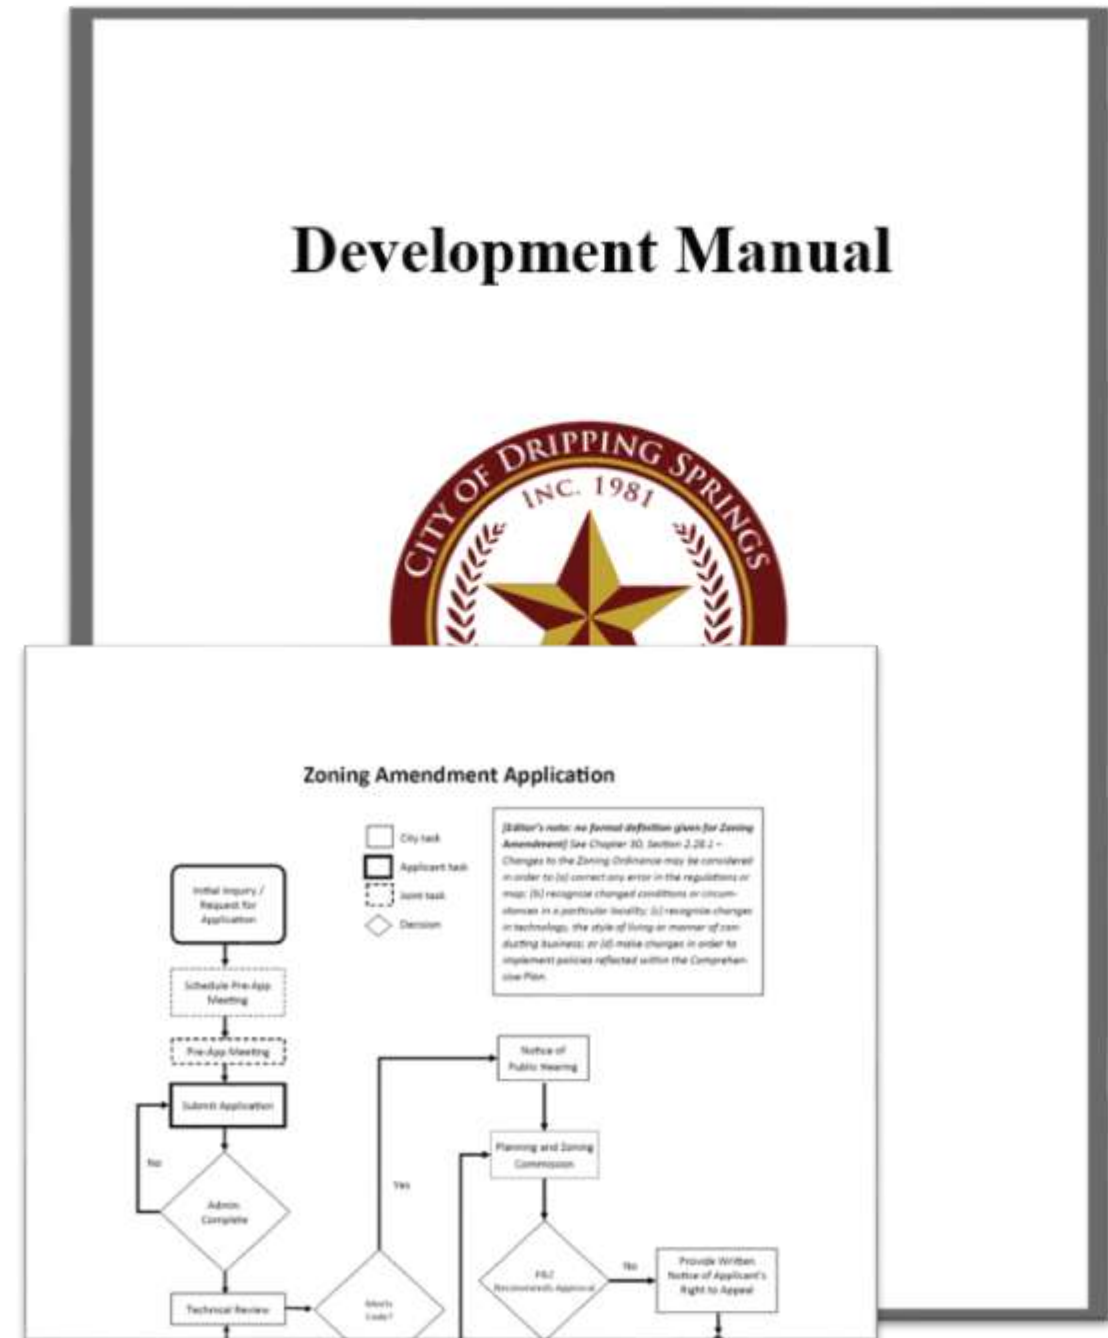 Development Manual
CITY OF DRIPPING SPRINGS
INC. 1981
Zoning Amendment Application
City task
Applicant task
Joint task
Decision
[Editor's note: no formal definition given for Zoning
Amendment] See Chapter 30, Section 2.28.1 –
Changes to the Zoning Ordinance may be considered
in order to (a) correct any error in the regulations or
map; (b) recognize changed conditions or circum-
stances in a particular locality; (c) recognize changes
in technology, the style of living or manner of con-
ducting business; or (d) make changes in order to
implement policies reflected within the Comprehen-
sive Plan.
Initial Inquiry /
Request for
Application
Schedule Pre-App
Meeting
Pre-App Meeting
Submit Application
No
Admin
Complete
Technical Review
Meets
Code?
Yes
Notice of
Public Hearing
Planning and Zoning
Commission
P&Z
Recommends Approval
No
Provide Written
Notice of Applicant's
Right to Appeal